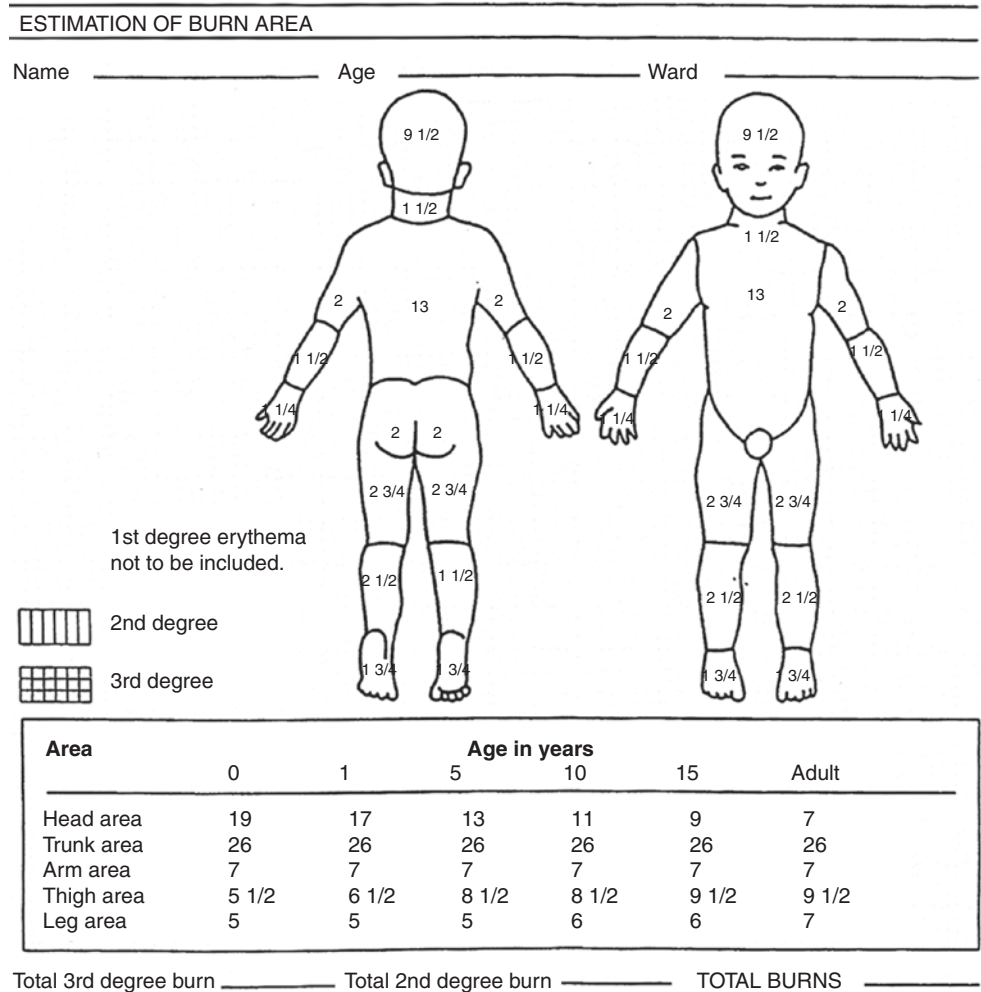 ESTIMATION OF BURN AREA
Name Age Ward
9 1/2 9 1/2
1 1/2 1 1/2
2 13 2 2 13 2
1 1/2 1 1/2 1 1/2 1 1/2
1 1/4 1 1/4 1 1/4 1 1/4
2 2
2 3/4 2 3/4 2 3/4 2 3/4
1st degree erythema
not to be included.
2 1/2 1 1/2 2 1/2 2 1/2
2nd degree
1 3/4 1 3/4 1 3/4 1 3/4
3rd degree
Area Age in years
0 1 5 10 15 Adult
Head area 19 17 13 11 9 7
Trunk area 26 26 26 26 26 26
Arm area 7 7 7 7 7 7
Thigh area 5 1/2 6 1/2 8 1/2 8 1/2 9 1/2 9 1/2
Leg area 5 5 5 6 6 7
Total 3rd degree burn Total 2nd degree burn TOTAL BURNS